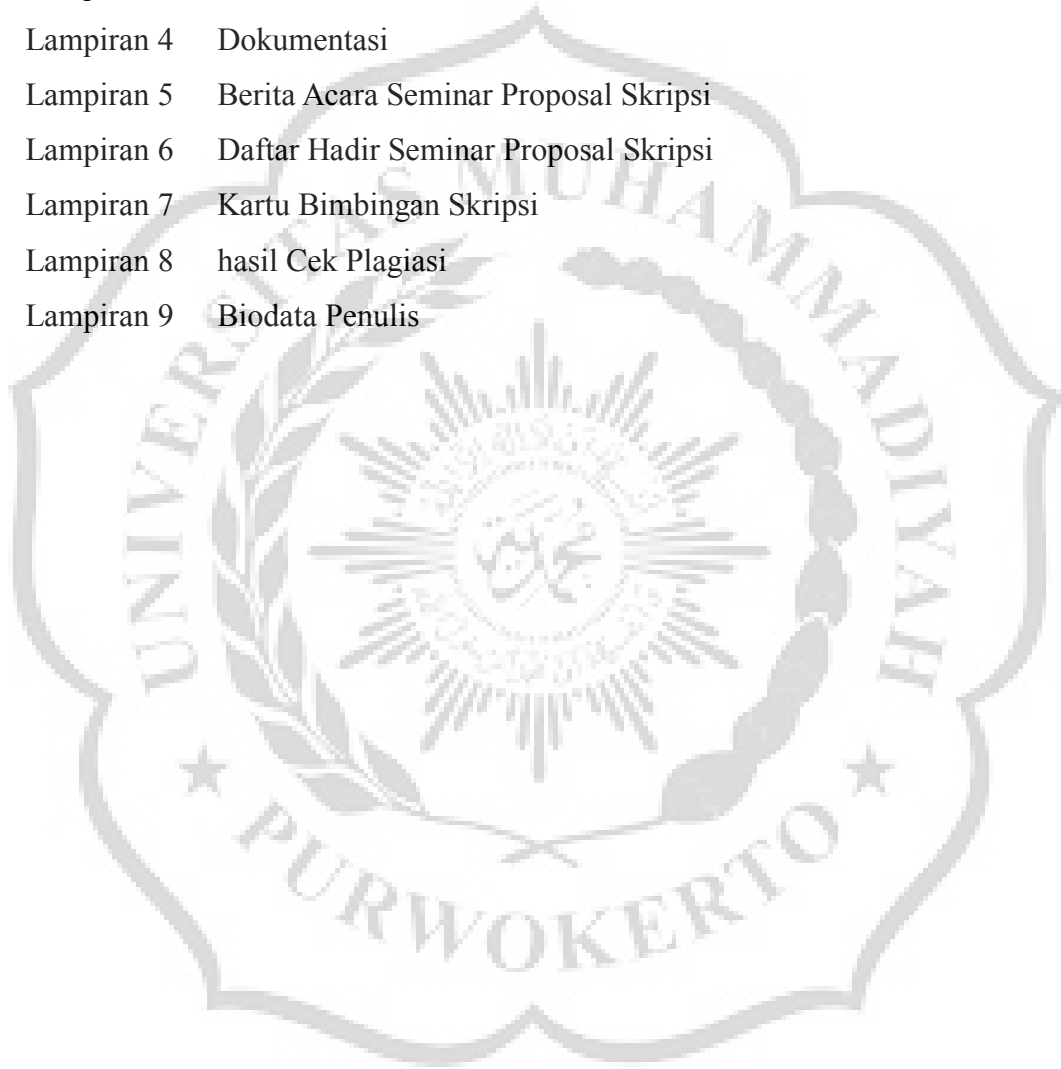 Lampiran 4 Dokumentasi
Lampiran 5 Berita Acara Seminar Proposal Skripsi
Lampiran 6 Daftar Hadir Seminar Proposal Skripsi
Lampiran 7 Kartu Bimbingan Skripsi
Lampiran 8 hasil Cek Plagiasi
Lampiran 9 Biodata Penulis
UNIVERSITAS MUHAMMADIYAH
PURWOKERTO